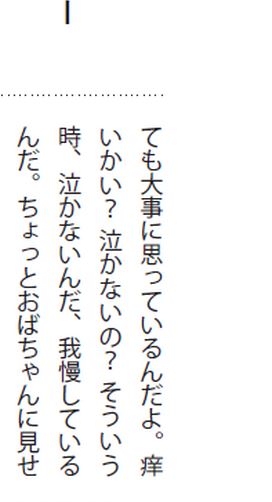 ても大事に思っているんだよ。痒
いかい？ 泣かないの？ そういう
時、泣かないんだ、我慢している
んだ。ちょっとおばちゃんに見せ